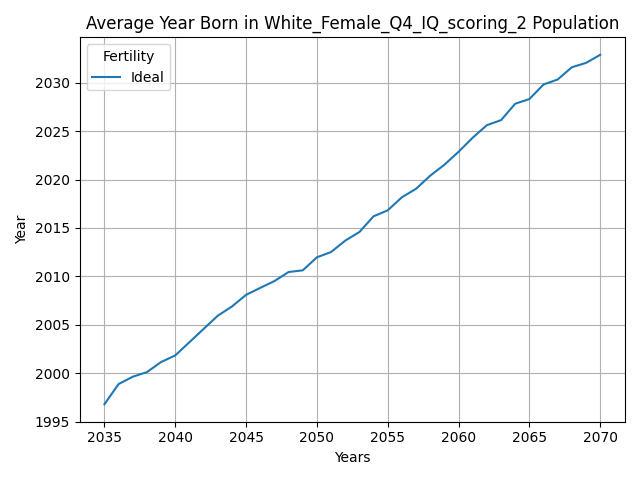 Average Year Born in White_Female_Q4_IQ_scoring_2 Population
Fertility
Ideal
2030
2025
2020
2015
2010
2005
2000
1995
Year
2035 2040 2045 2050 2055 2060 2065 2070
Years